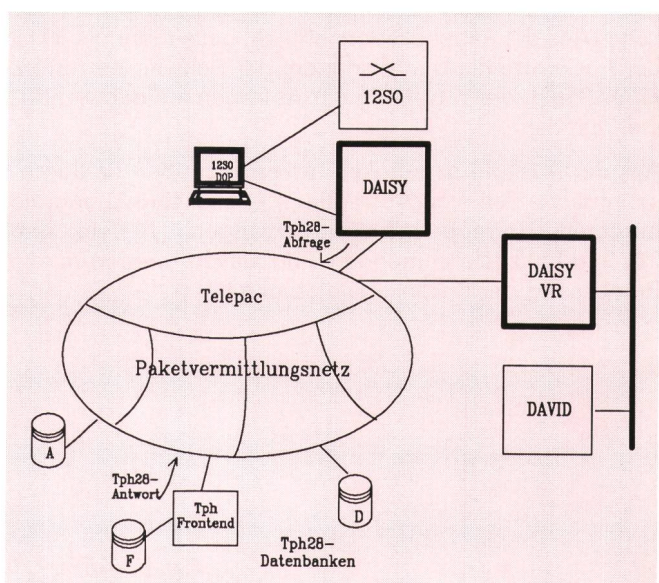 12SO
12SO
DOP
DAISY
Tph28-
Abfrage
DAISY
VR
Telepac
Paketvermittlungsnetz
DAVID
A
Tph28-
Antwort
Tph
Frontend
D
F
Tph28-
Datenbanken